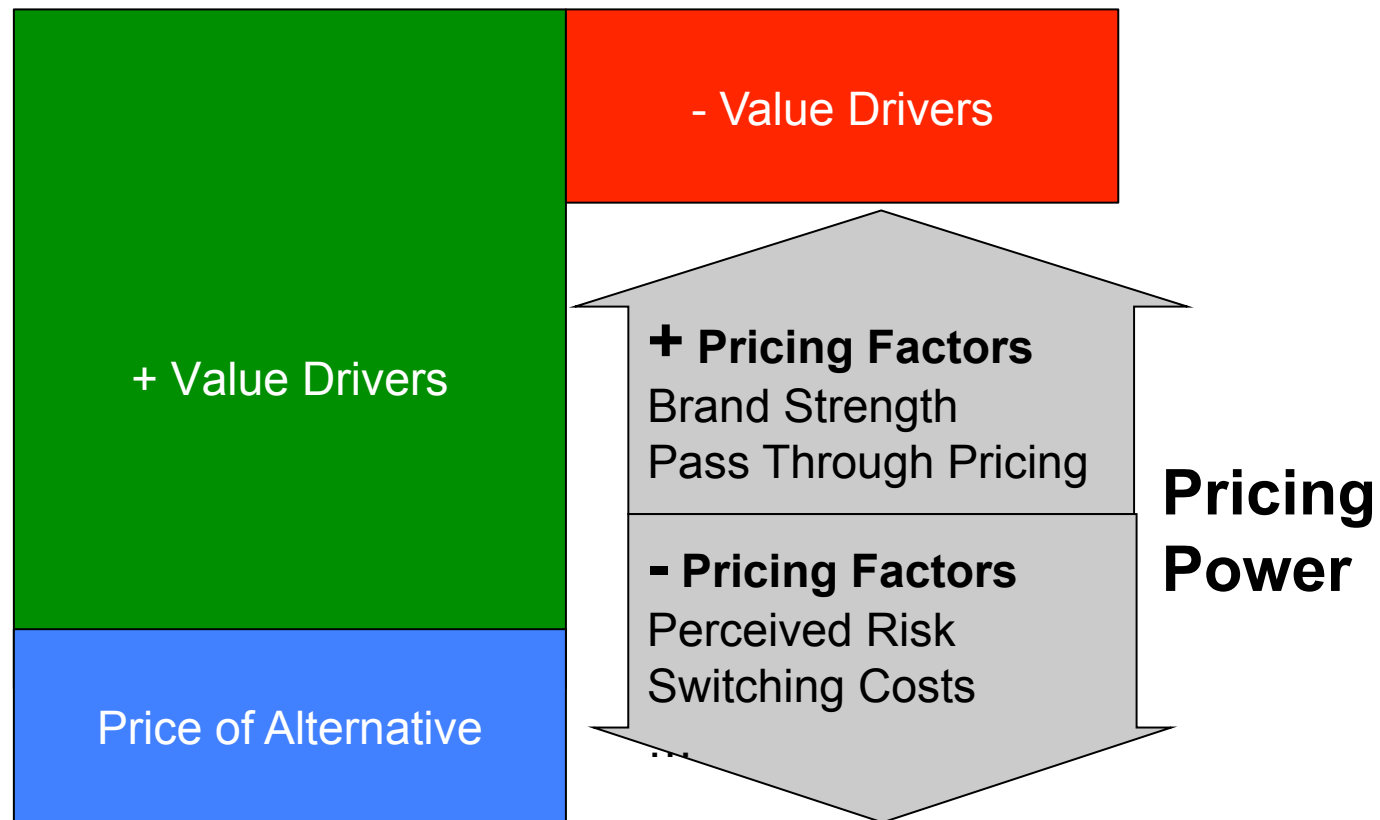 - Value Drivers
+ Value Drivers
+ Pricing Factors
Brand Strength
Pass Through Pricing
- Pricing Factors
Perceived Risk
Switching Costs
...
Pricing
Power
Price of Alternative